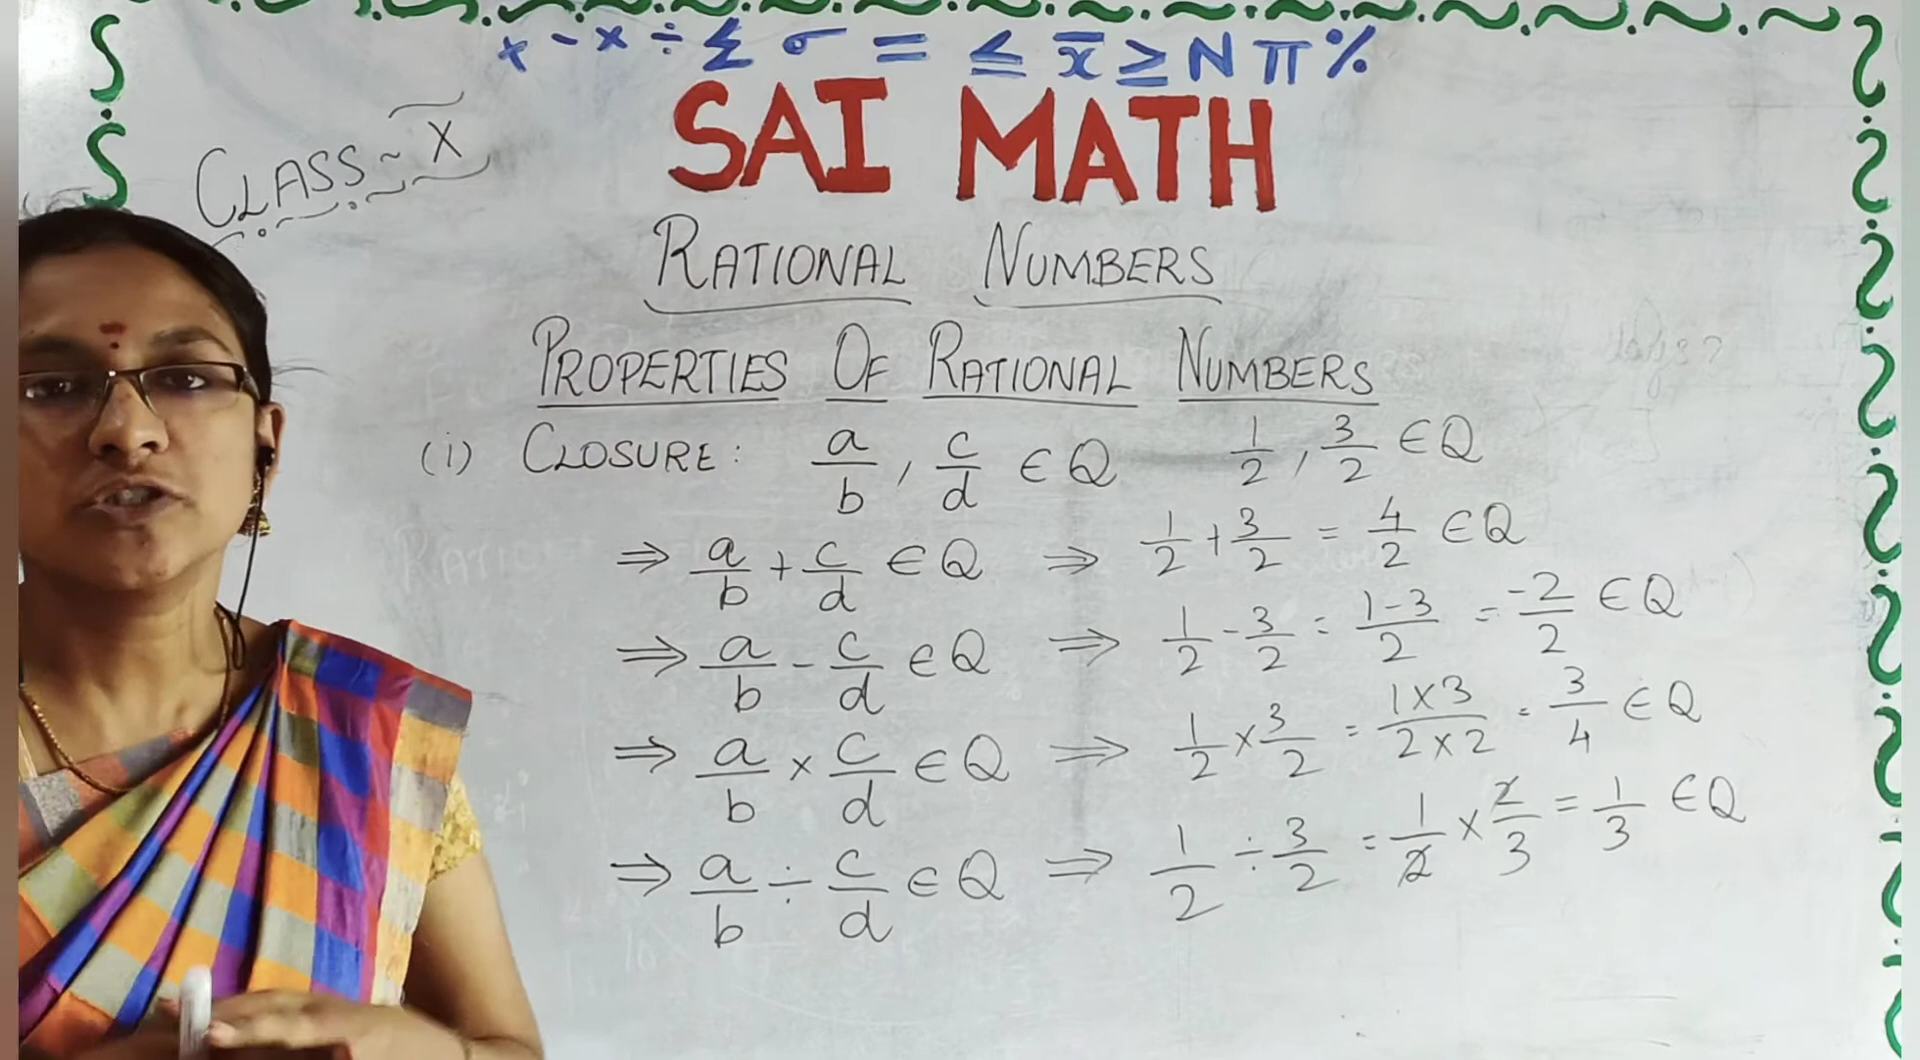 + - × ÷ ≤ σ = ≤ x̄ ≥ N π %
SAI MATH
CLASS ~ X
RATIONAL NUMBERS
PROPERTIES OF RATIONAL NUMBERS
(i) CLOSURE: a/b, c/d ∈ Q 1/2, 3/2 ∈ Q
⇒ a/b + c/d ∈ Q ⇒ 1/2 + 3/2 = 4/2 ∈ Q
⇒ a/b - c/d ∈ Q ⇒ 1/2 - 3/2 = 1-3/2 = -2/2 ∈ Q
⇒ a/b × c/d ∈ Q ⇒ 1/2 × 3/2 = 1×3/2×2 = 3/4 ∈ Q
⇒ a/b ÷ c/d ∈ Q ⇒ 1/2 ÷ 3/2 = 1/2 × 2/3 = 1/3 ∈ Q